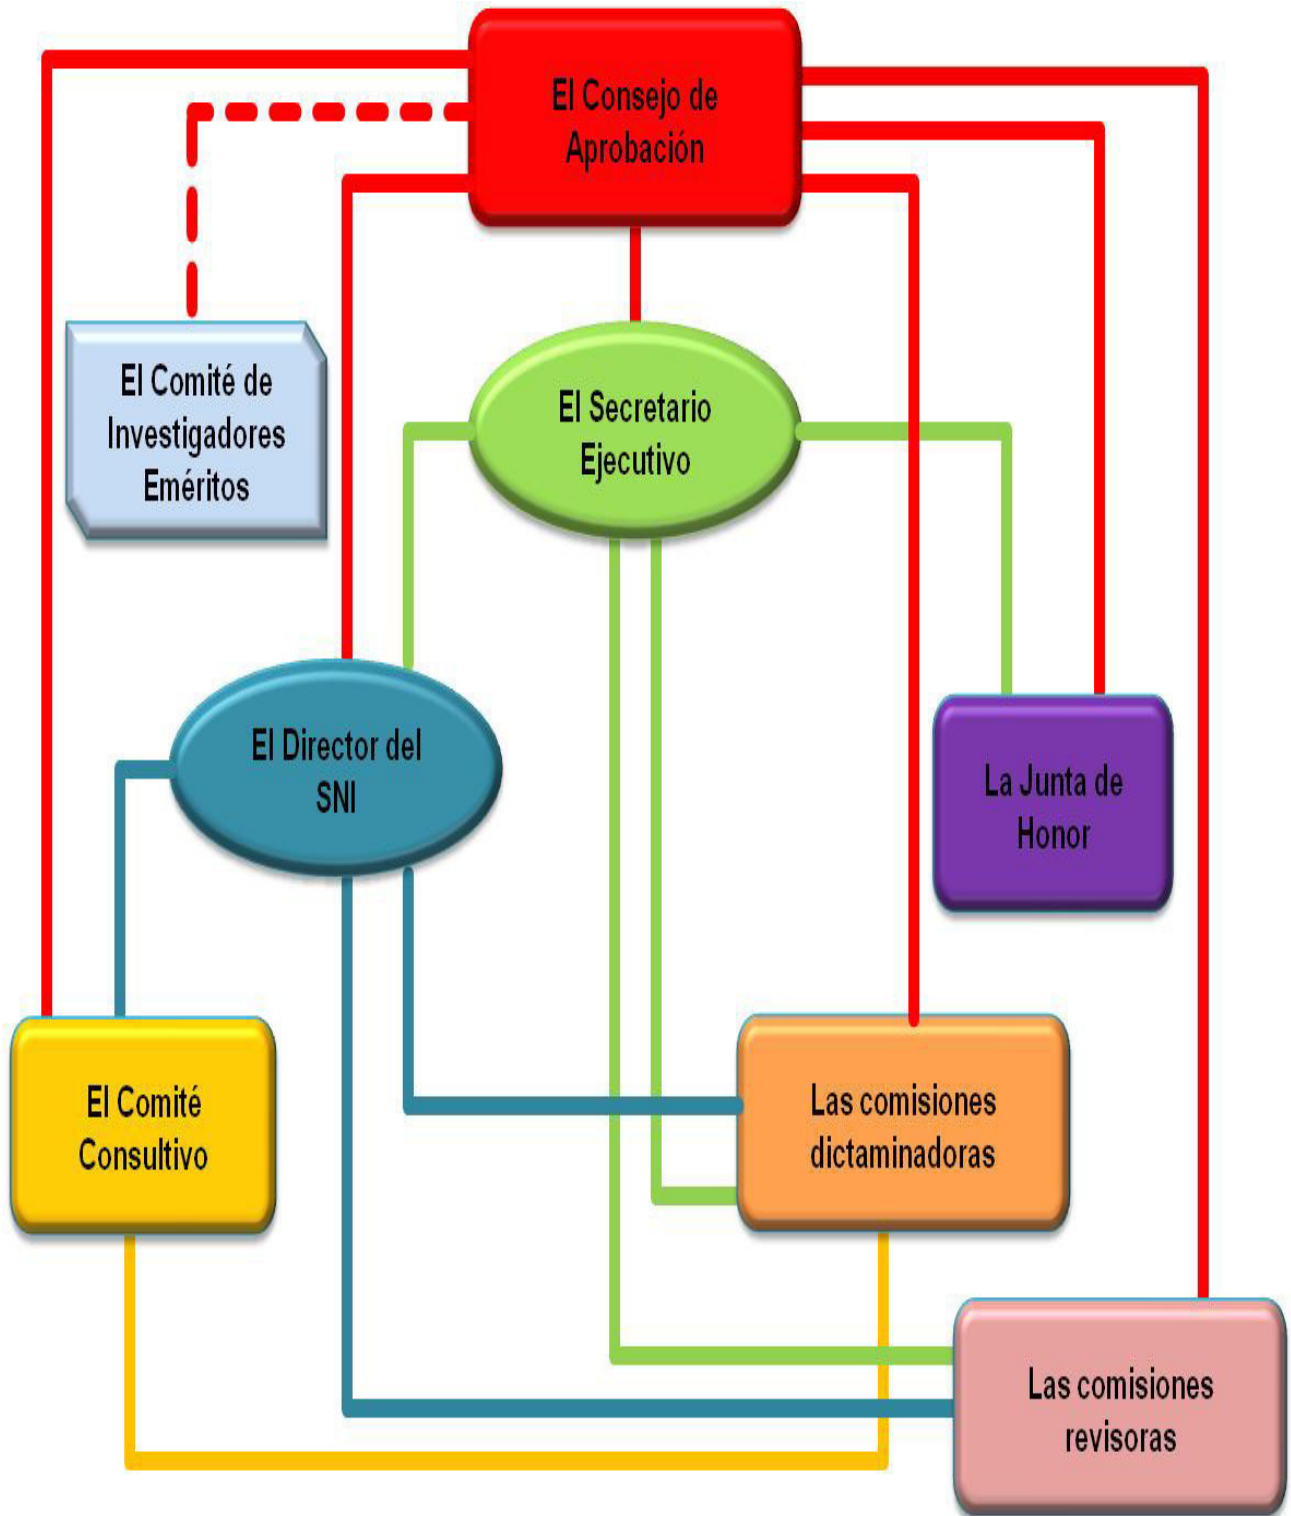 El Consejo de
Aprobación
El Comité de
Investigadores
Eméritos
El Secretario
Ejecutivo
El Director del
SNI
La Junta de
Honor
El Comité
Consultivo
Las comisiones
dictaminadoras
Las comisiones
revisoras